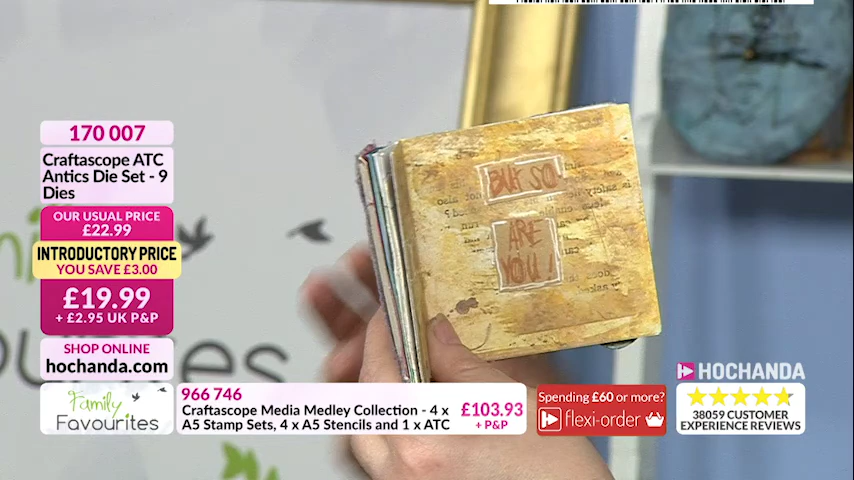 170 007
Craftascope ATC
Antics Die Set - 9
Dies
OUR USUAL PRICE
£22.99
INTRODUCTORY PRICE
YOU SAVE £3.00
£19.99
+ £2.95 UK P&P
SHOP ONLINE
hochanda.com
Family
Favourites
966 746
Craftascope Media Medley Collection - 4 x
A5 Stamp Sets, 4 x A5 Stencils and 1 x ATC
£103.93
+ P&P
Spending £60 or more?
flexi-order
HOCHANDA
38059 CUSTOMER
EXPERIENCE REVIEWS
BUT SO
ARE
YOU!